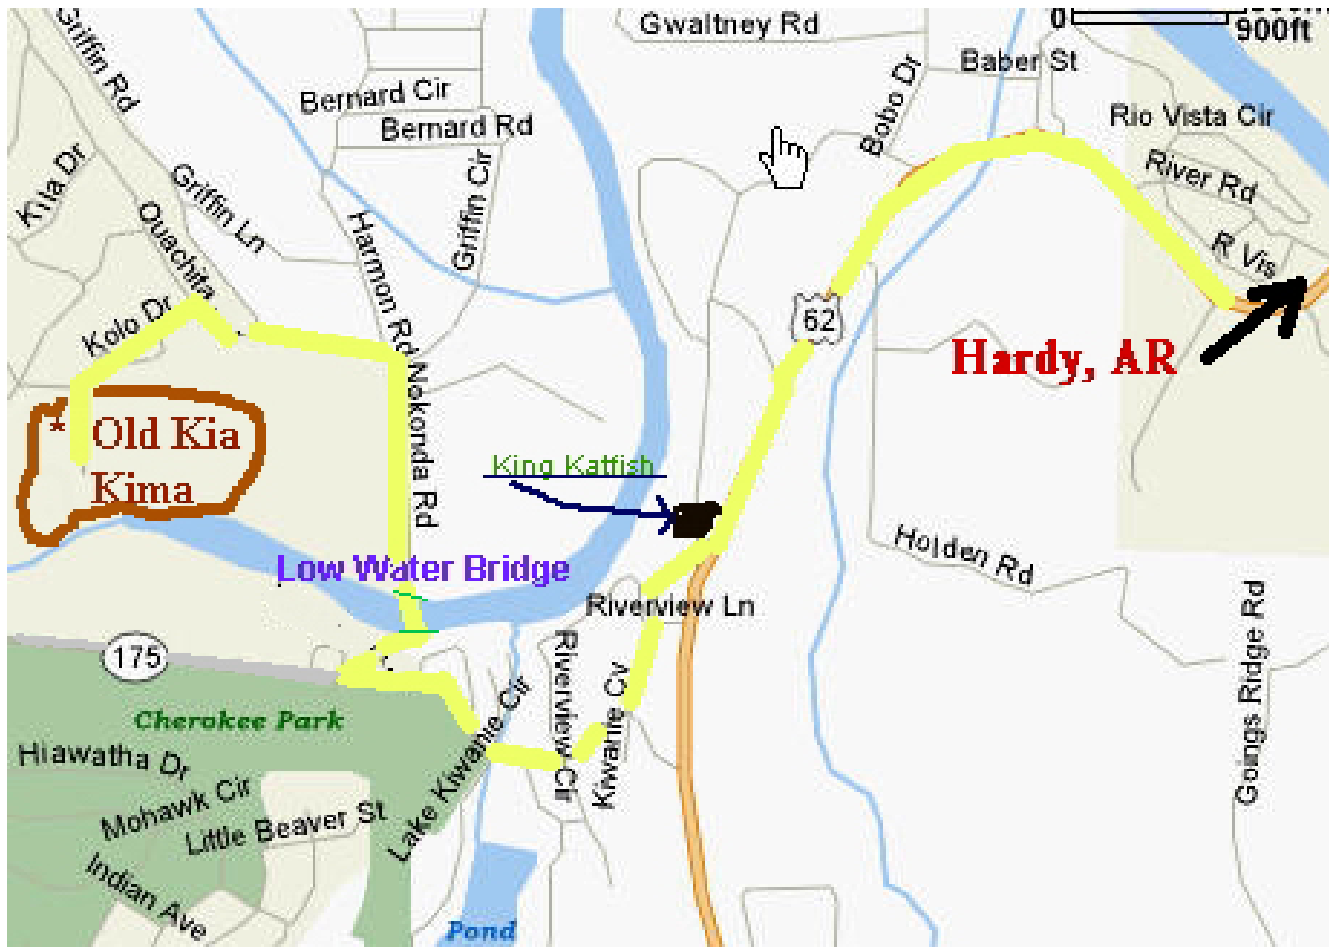 Gwaltney Rd
0
900ft
Griffin Rd
Baber St
Bobo Dr
Bernard Cir
Bernard Rd
Rio Vista Cir
River Rd
Kita Dr
Griffin Ln
Griffin Cir
Ouachita
Harmon Rd
R Vis
Kolo Dr
62
Hardy, AR
Nokonda Rd
Old Kia
Kima
King Katfish
Low Water Bridge
Holden Rd
Riverview Ln
Goings Ridge Rd
175
Riverview Cir
Kiwanie Cv
Lake Kiwanie Cir
Cherokee Park
Hiawatha Dr
Mohawk Cir
Little Beaver St
Indian Ave
Pond